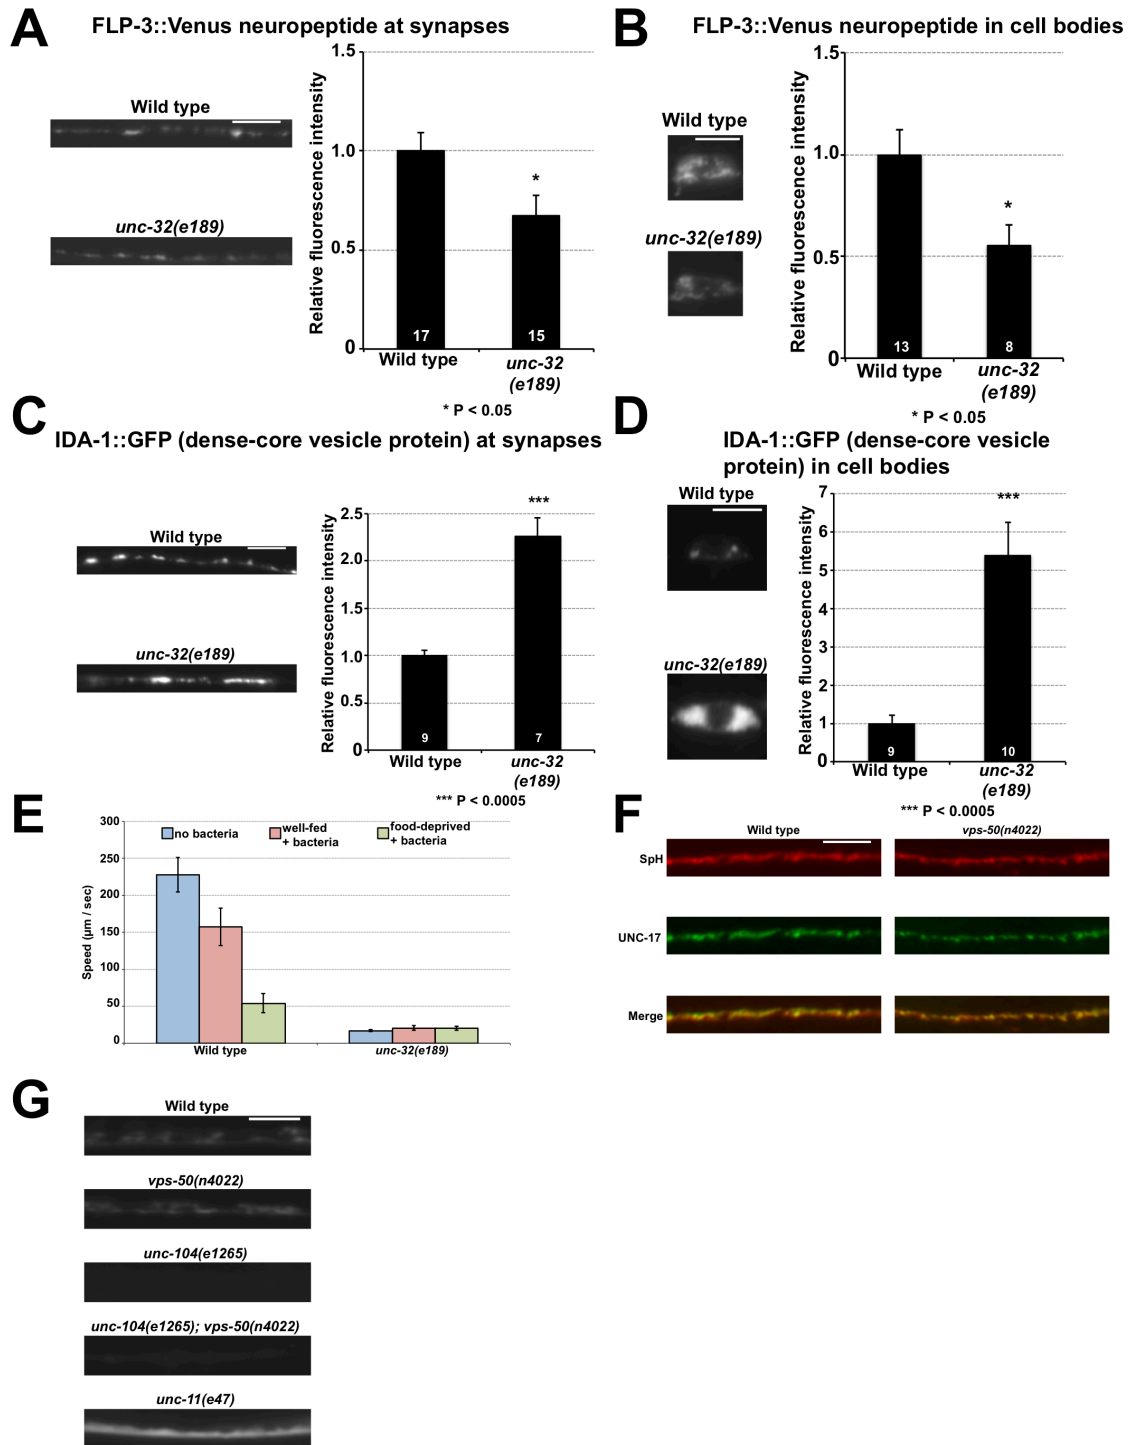 A
FLP-3::Venus neuropeptide at synapses
Wild type
unc-32(e189)
Relative fluorescence intensity
1.5
1.0
0.5
0
17
*
15
Wild type
unc-32
(e189)
* P < 0.05
B
FLP-3::Venus neuropeptide in cell bodies
Wild type
unc-32(e189)
Relative fluorescence intensity
1.5
1.0
0.5
0
13
*
8
Wild type
unc-32
(e189)
* P < 0.05
C
IDA-1::GFP (dense-core vesicle protein) at synapses
Wild type
unc-32(e189)
Relative fluorescence intensity
2.5
2.0
1.5
1.0
0.5
0
9
***
7
Wild type
unc-32
(e189)
*** P < 0.0005
D
IDA-1::GFP (dense-core vesicle
protein) in cell bodies
Wild type
unc-32(e189)
Relative fluorescence intensity
7
6
5
4
3
2
1
0
9
***
10
Wild type
unc-32
(e189)
*** P < 0.0005
E
Speed (µm / sec)
300
250
200
150
100
50
0
no bacteria
well-fed
+ bacteria
food-deprived
+ bacteria
Wild type
unc-32(e189)
F
Wild type
vps-50(n4022)
SpH
UNC-17
Merge
G
Wild type
vps-50(n4022)
unc-104(e1265)
unc-104(e1265); vps-50(n4022)
unc-11(e47)